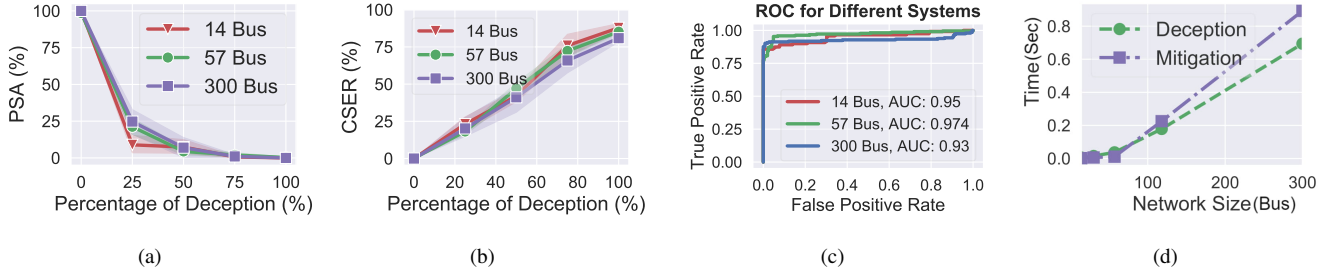 PSA (%)
100
75
50
25
0
14 Bus
57 Bus
300 Bus
0 25 50 75 100
Percentage of Deception (%)
(a)
CSER (%)
100
75
50
25
0
14 Bus
57 Bus
300 Bus
0 20 40 60 80 100
Percentage of Deception (%)
(b)
ROC for Different Systems
True Positive Rate
1.00
0.75
0.50
0.25
0.00
14 Bus, AUC: 0.95
57 Bus, AUC: 0.974
300 Bus, AUC: 0.93
0.0 0.2 0.4 0.6 0.8 1.0
False Positive Rate
(c)
Time(Sec)
0.8
0.6
0.4
0.2
0.0
Deception
Mitigation
100 200 300
Network Size(Bus)
(d)